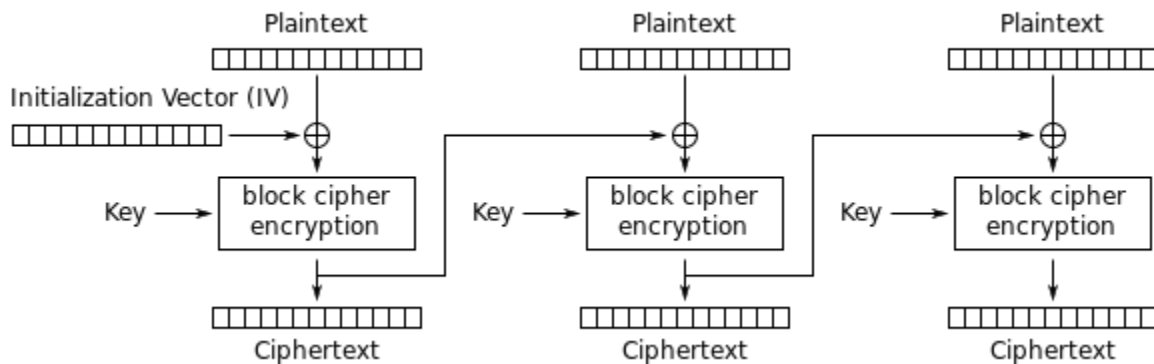 Plaintext
Plaintext
Plaintext
Initialization Vector (IV)
Key
block cipher
encryption
Key
block cipher
encryption
Key
block cipher
encryption
Ciphertext
Ciphertext
Ciphertext